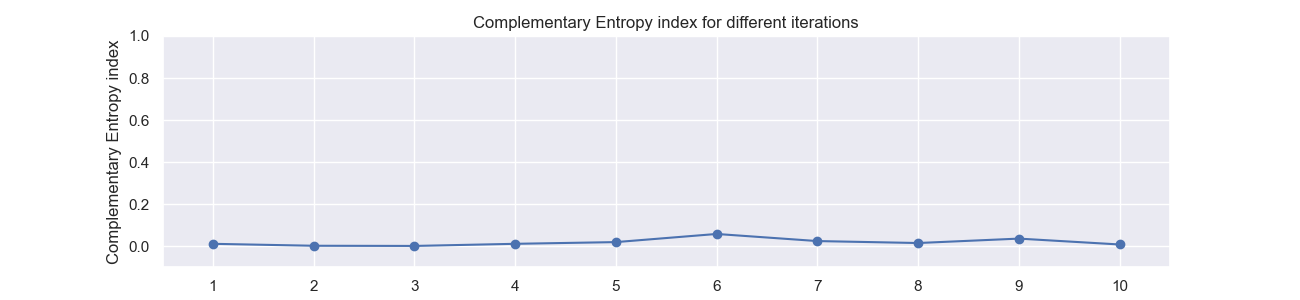 Complementary Entropy index for different iterations
Complementary Entropy index
1.0
0.8
0.6
0.4
0.2
0.0
1 2 3 4 5 6 7 8 9 10